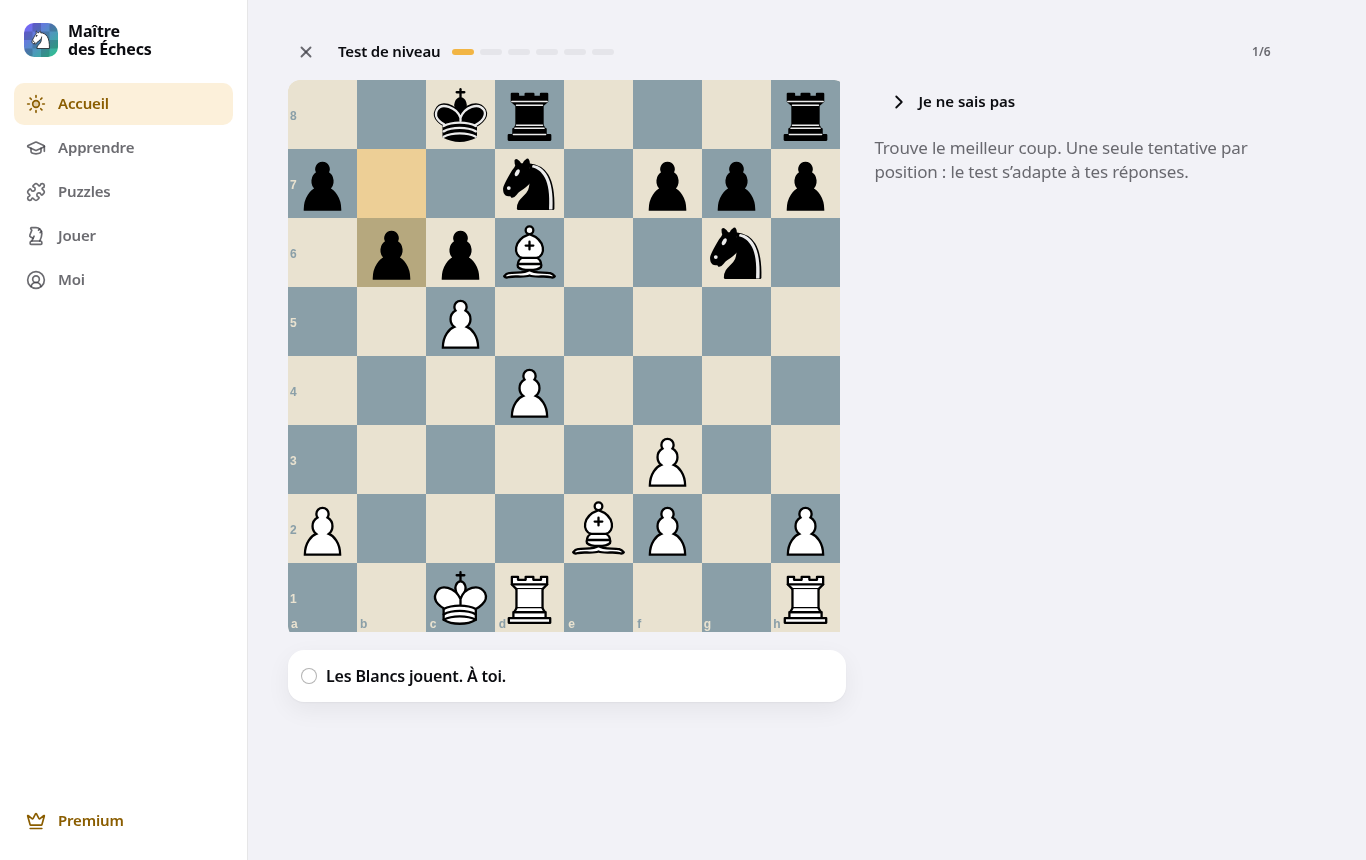 Maître
des Échecs
Accueil
Apprendre
Puzzles
Jouer
Moi
Premium
Test de niveau
1/6
8
7
6
5
4
3
2
1
a b c d e f g h
Les Blancs jouent. À toi.
Je ne sais pas
Trouve le meilleur coup. Une seule tentative par
position : le test s’adapte à tes réponses.